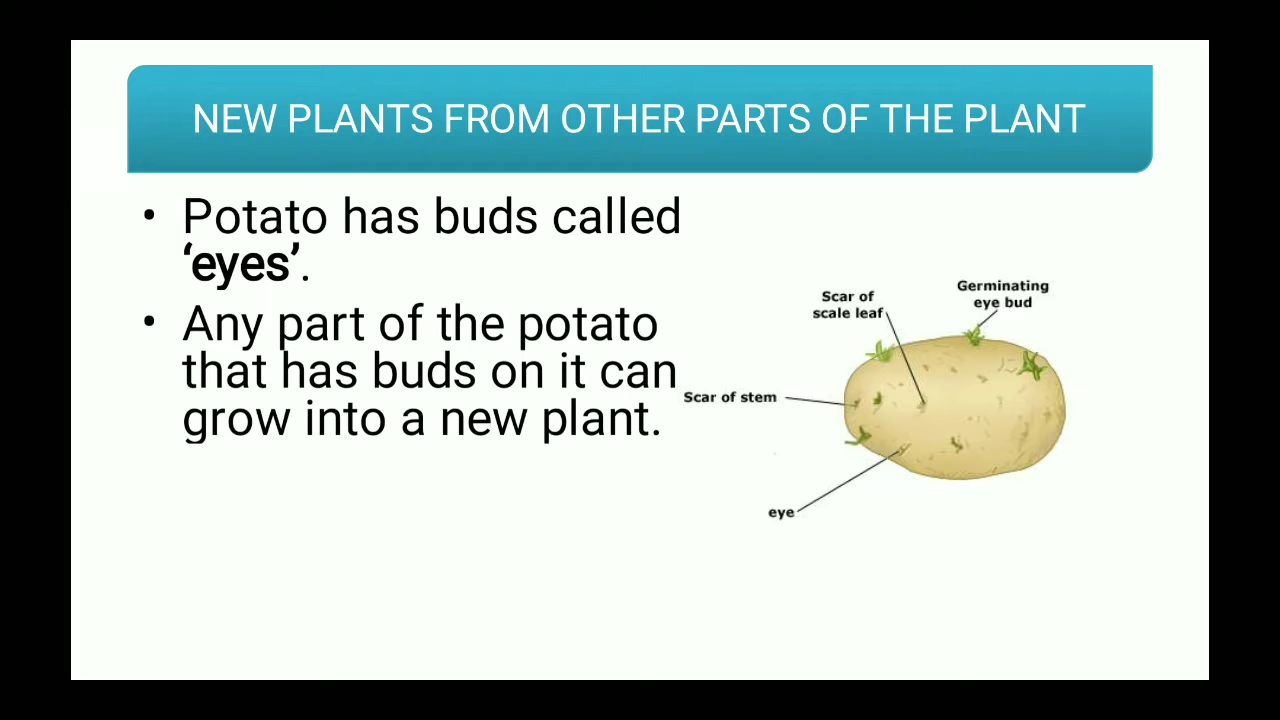 NEW PLANTS FROM OTHER PARTS OF THE PLANT
• Potato has buds called
‘eyes’.
• Any part of the potato
that has buds on it can
grow into a new plant.
Germinating
eye bud
Scar of
scale leaf
Scar of stem
eye